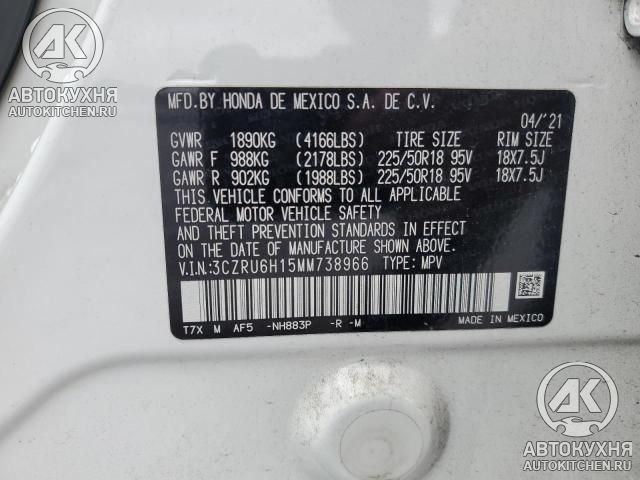 AK
АВТОКУХНЯ
AUTOKITCHEN.RU
MFD.BY HONDA DE MEXICO S.A. DE C.V.
04/'21
GVWR 1890KG (4166LBS) TIRE SIZE RIM SIZE
GAWR F 988KG (2178LBS) 225/50R18 95V 18X7.5J
GAWR R 902KG (1988LBS) 225/50R18 95V 18X7.5J
THIS VEHICLE CONFORMS TO ALL APPLICABLE
FEDERAL MOTOR VEHICLE SAFETY
AND THEFT PREVENTION STANDARDS IN EFFECT
ON THE DATE OF MANUFACTURE SHOWN ABOVE.
V.I.N:3CZRU6H15MM738966 TYPE: MPV
T7X M AF5 -NH883P -R -M MADE IN MEXICO
AK
АВТОКУХНЯ
AUTOKITCHEN.RU